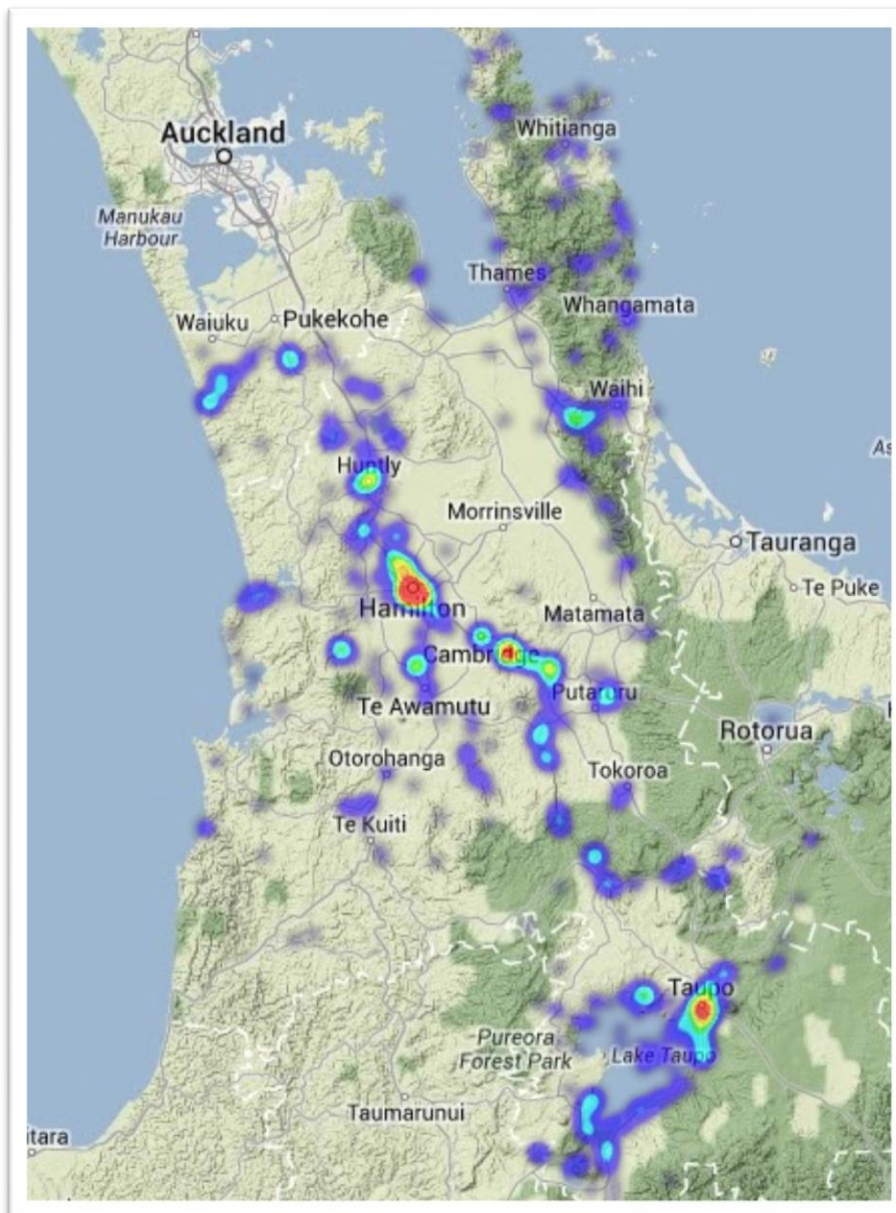 Auckland
Whitianga
Manukau
Harbour
Thames
Whangamata
Waiuku
Pukekohe
Waihi
Huntly
Morrinsville
Tauranga
Te Puke
Hamilton
Matamata
Cambridge
Putaruru
Te Awamutu
Rotorua
Otorohanga
Tokoroa
Te Kuiti
Taupo
Pureora
Forest Park
Lake Taupo
Taumarunui
itara